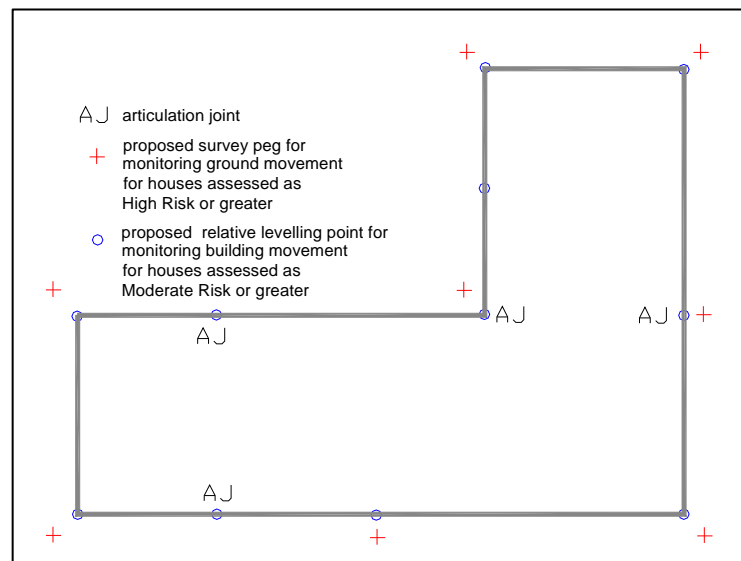 AJ articulation joint
proposed survey peg for
monitoring ground movement
for houses assessed as
High Risk or greater
proposed relative levelling point for
monitoring building movement
for houses assessed as
Moderate Risk or greater
AJ
AJ
AJ
AJ